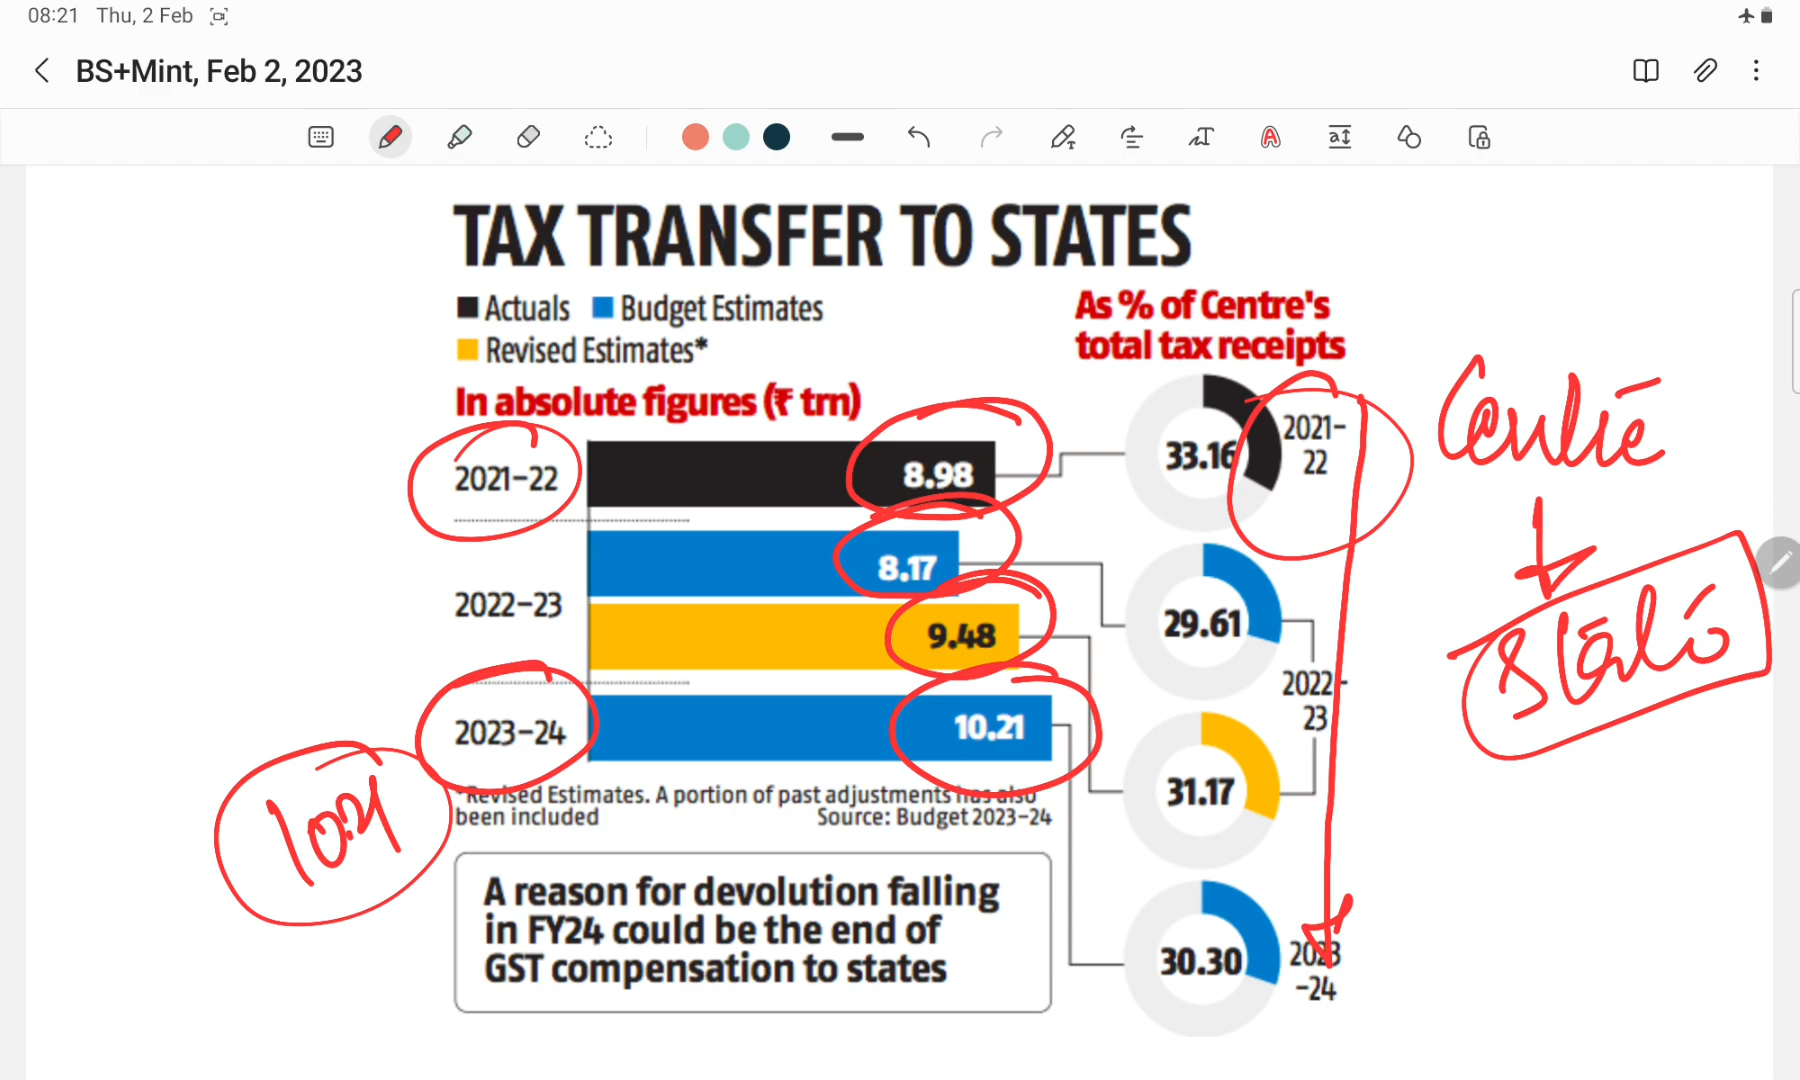 08:21 Thu, 2 Feb
BS+Mint, Feb 2, 2023
TAX TRANSFER TO STATES
Actuals Budget Estimates
Revised Estimates*
In absolute figures (₹ trn)
2021–22 8.98
2022–23 8.17
9.48
2023–24 10.21
*Revised Estimates. A portion of past adjustments has also
been included Source: Budget 2023–24
A reason for devolution falling
in FY24 could be the end of
GST compensation to states
As % of Centre's
total tax receipts
33.16
2021–
22
29.61
2022–
23
31.17
30.30
2023
–24
Centre
10.21